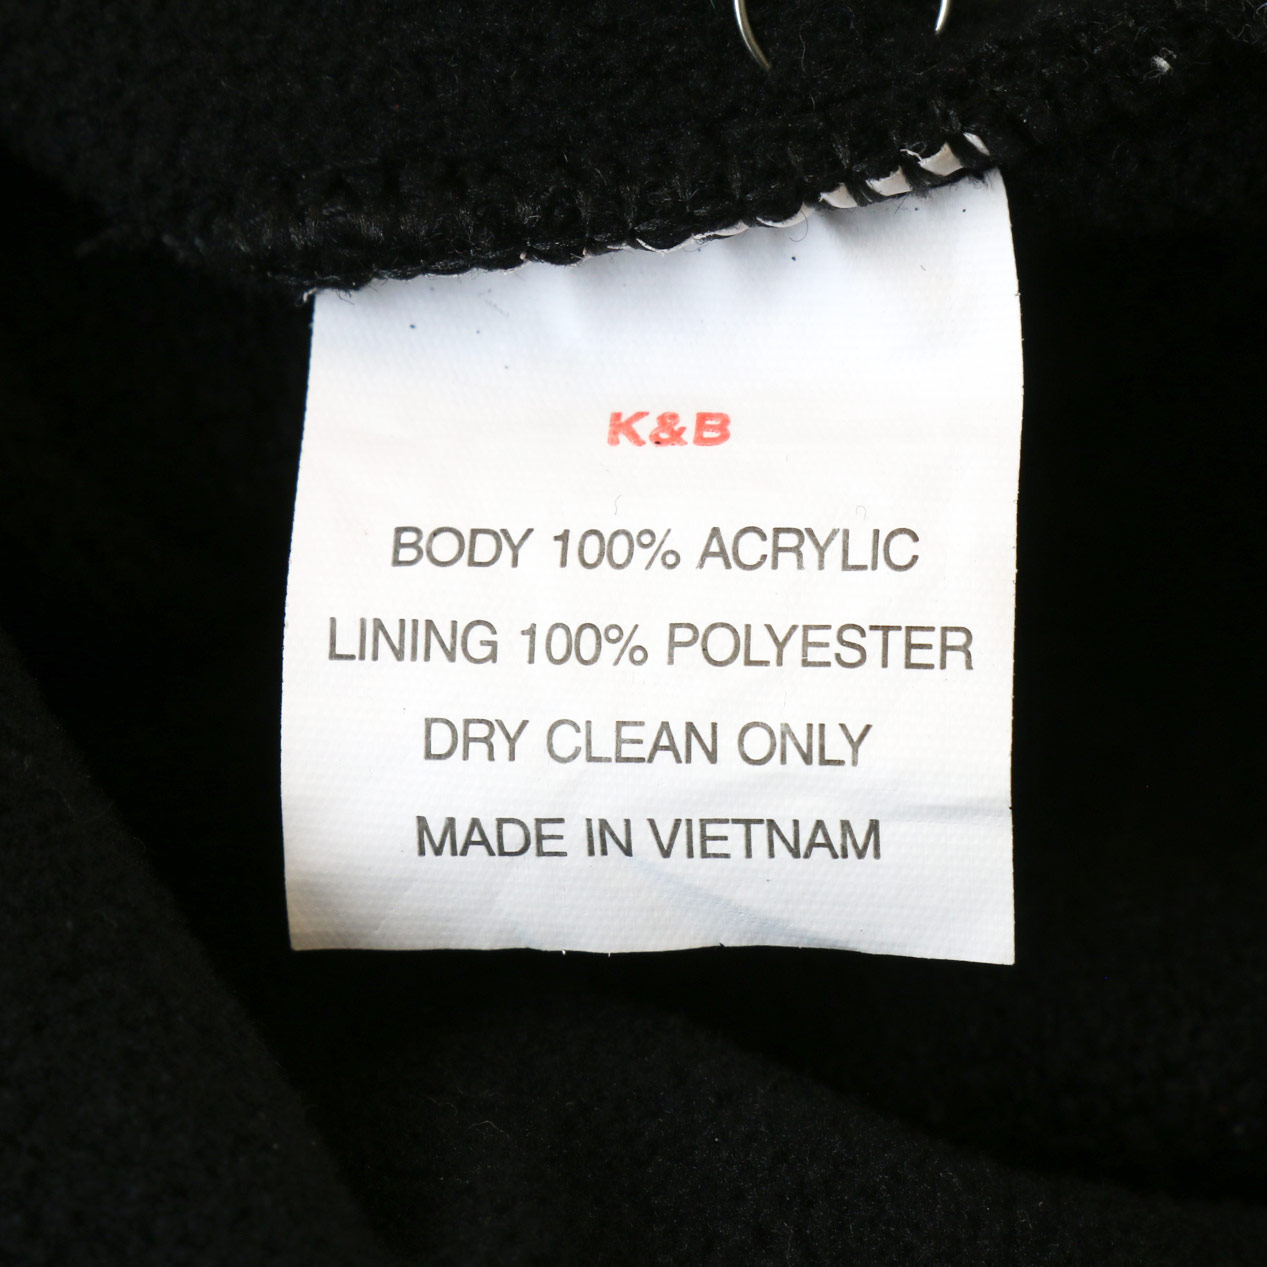 K&B
BODY 100% ACRYLIC
LINING 100% POLYESTER
DRY CLEAN ONLY
MADE IN VIETNAM